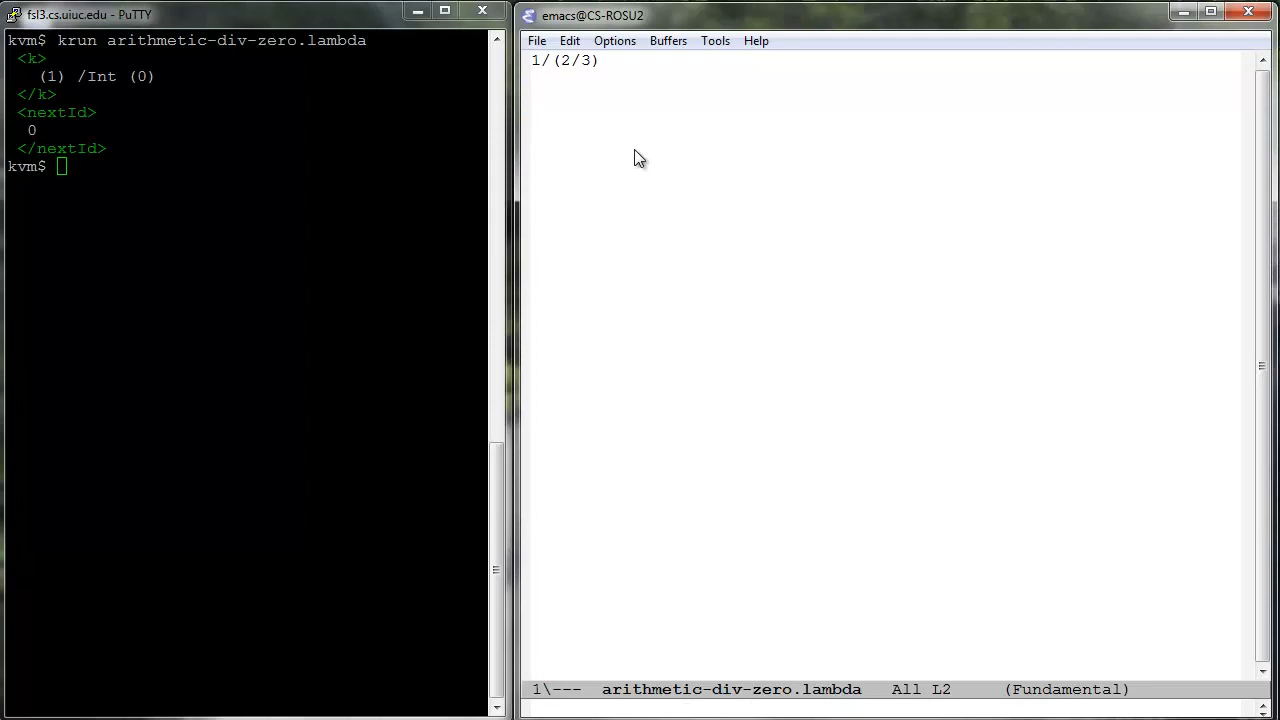 fsl3.cs.uiuc.edu - PuTTY
kvm$ krun arithmetic-div-zero.lambda
<k>
(1) /Int (0)
</k>
<nextId>
0
</nextId>
kvm$
emacs@CS-ROSU2
File Edit Options Buffers Tools Help
1/(2/3)
1\--- arithmetic-div-zero.lambda All L2 (Fundamental)